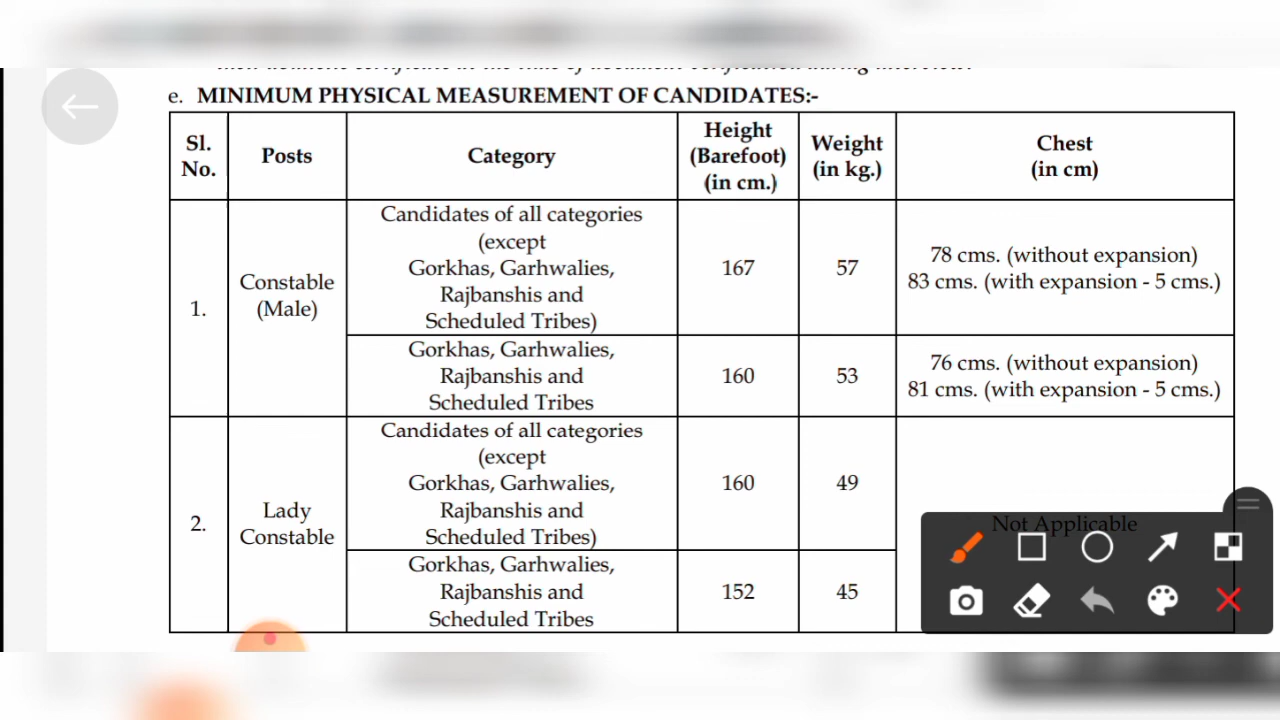 e. MINIMUM PHYSICAL MEASUREMENT OF CANDIDATES:-
Sl. No.
Posts
Category
Height (Barefoot) (in cm.)
Weight (in kg.)
Chest (in cm)
1.
Constable (Male)
Candidates of all categories
(except
Gorkhas, Garhwalies,
Rajbanshis and
Scheduled Tribes)
167
57
78 cms. (without expansion)
83 cms. (with expansion - 5 cms.)
Gorkhas, Garhwalies,
Rajbanshis and
Scheduled Tribes
160
53
76 cms. (without expansion)
81 cms. (with expansion - 5 cms.)
2.
Lady Constable
Candidates of all categories
(except
Gorkhas, Garhwalies,
Rajbanshis and
Scheduled Tribes)
160
49
Not Applicable
Gorkhas, Garhwalies,
Rajbanshis and
Scheduled Tribes
152
45